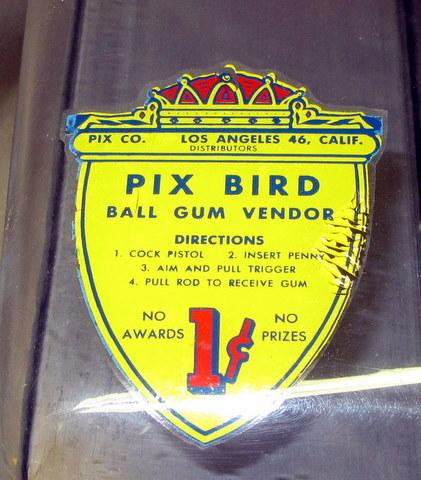 PIX CO. LOS ANGELES 46, CALIF.
DISTRIBUTORS
PIX BIRD
BALL GUM VENDOR
DIRECTIONS
1. COCK PISTOL 2. INSERT PENNY
3. AIM AND PULL TRIGGER
4. PULL ROD TO RECEIVE GUM
NO AWARDS
1¢
NO PRIZES